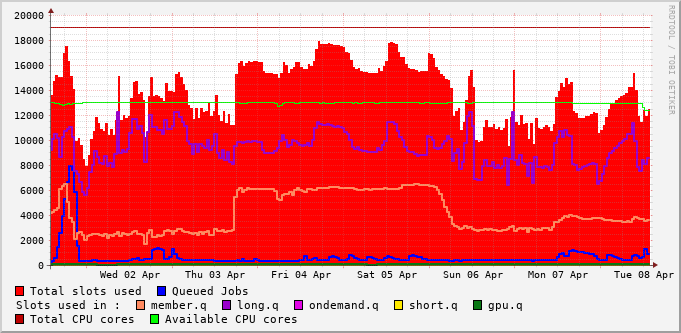 20000
18000
16000
14000
12000
10000
8000
6000
4000
2000
0
Wed 02 Apr Thu 03 Apr Fri 04 Apr Sat 05 Apr Sun 06 Apr Mon 07 Apr Tue 08 Apr
RRDTOOL / TOBI OETIKER
Total slots used Queued Jobs
Slots used in : member.q long.q ondemand.q short.q gpu.q
Total CPU cores Available CPU cores